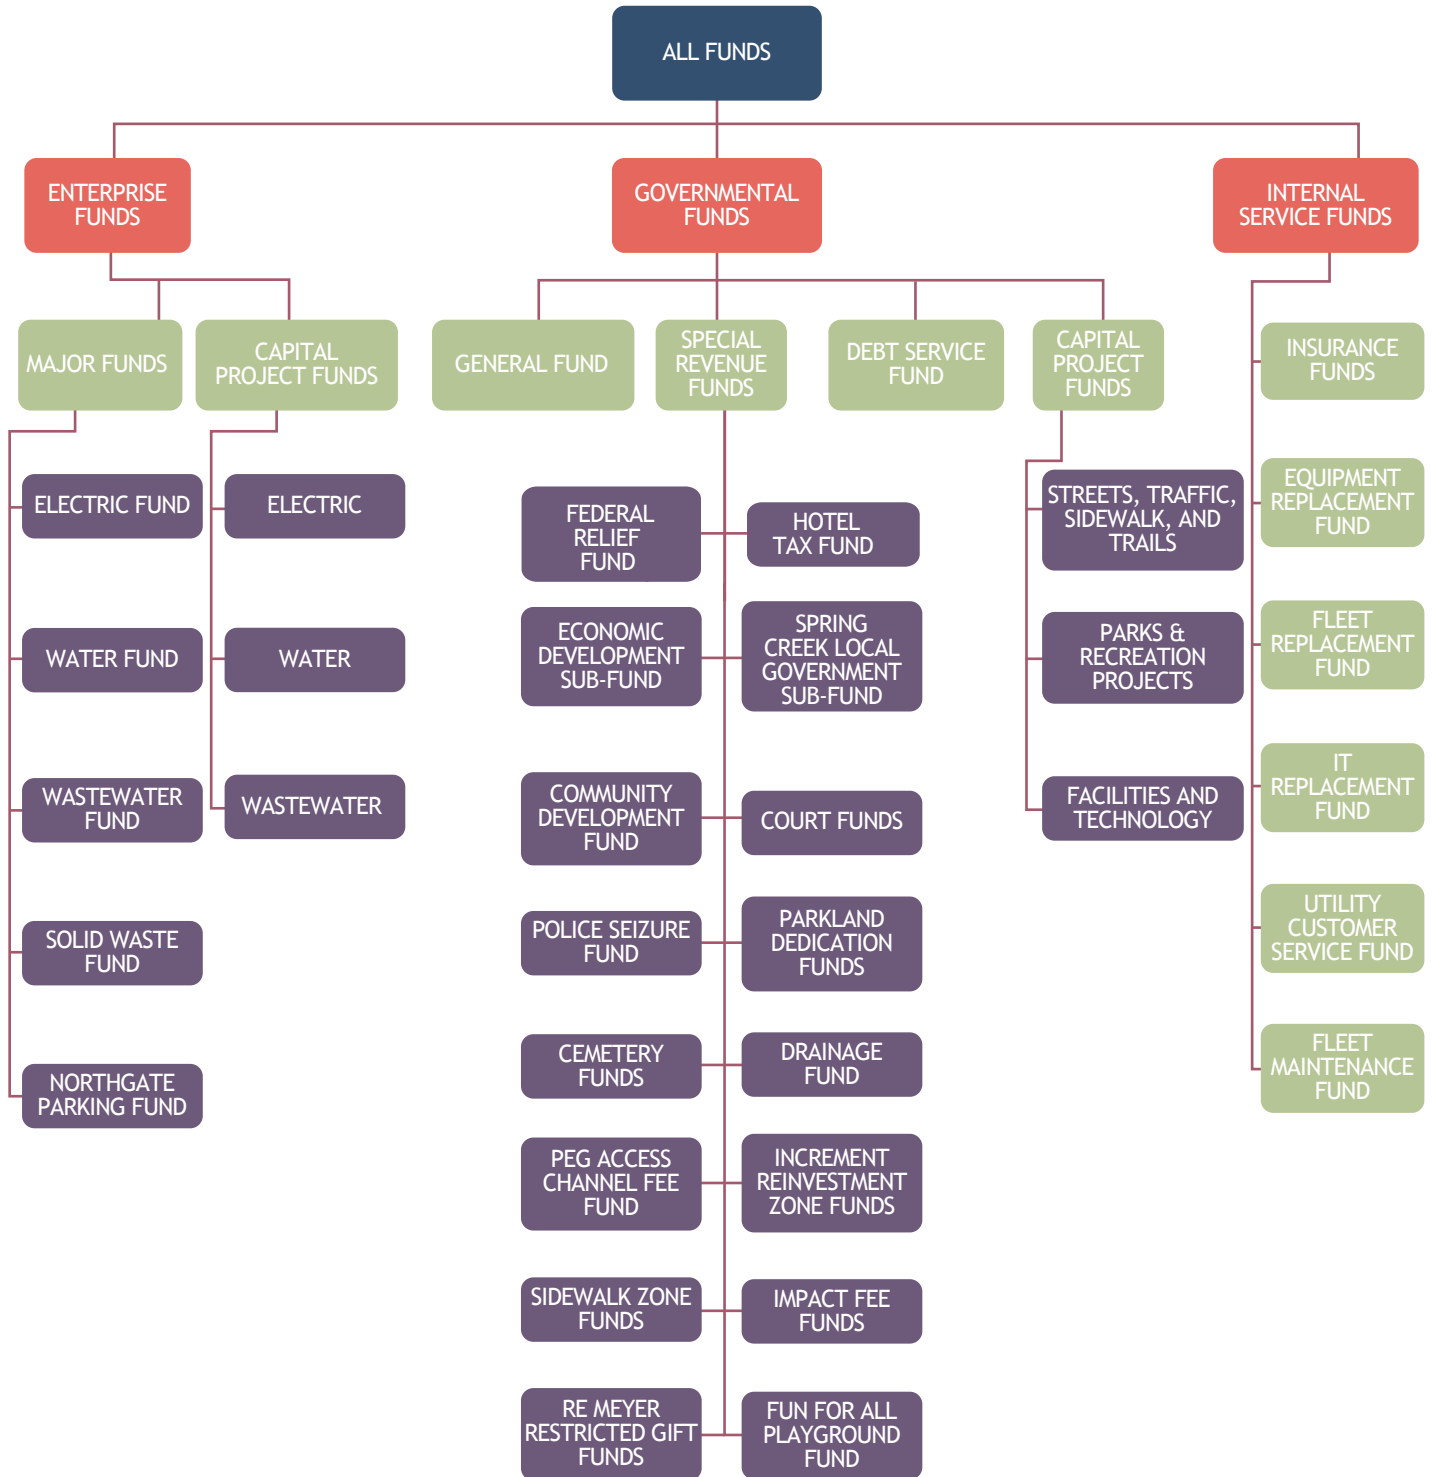 ALL FUNDS
ENTERPRISE
FUNDS
GOVERNMENTAL
FUNDS
INTERNAL
SERVICE FUNDS
MAJOR FUNDS
CAPITAL
PROJECT FUNDS
GENERAL FUND
SPECIAL
REVENUE
FUNDS
DEBT SERVICE
FUND
CAPITAL
PROJECT
FUNDS
INSURANCE
FUNDS
ELECTRIC FUND
WATER FUND
WASTEWATER
FUND
SOLID WASTE
FUND
NORTHGATE
PARKING FUND
ELECTRIC
WATER
WASTEWATER
FEDERAL
RELIEF
FUND
HOTEL
TAX FUND
ECONOMIC
DEVELOPMENT
SUB-FUND
SPRING
CREEK LOCAL
GOVERNMENT
SUB-FUND
COMMUNITY
DEVELOPMENT
FUND
COURT FUNDS
POLICE SEIZURE
FUND
PARKLAND
DEDICATION
FUNDS
CEMETERY
FUNDS
DRAINAGE
FUND
PEG ACCESS
CHANNEL FEE
FUND
INCREMENT
REINVESTMENT
ZONE FUNDS
SIDEWALK ZONE
FUNDS
IMPACT FEE
FUNDS
RE MEYER
RESTRICTED GIFT
FUNDS
FUN FOR ALL
PLAYGROUND
FUND
STREETS, TRAFFIC,
SIDEWALK, AND
TRAILS
PARKS &
RECREATION
PROJECTS
FACILITIES AND
TECHNOLOGY
EQUIPMENT
REPLACEMENT
FUND
FLEET
REPLACEMENT
FUND
IT
REPLACEMENT
FUND
UTILITY
CUSTOMER
SERVICE FUND
FLEET
MAINTENANCE
FUND